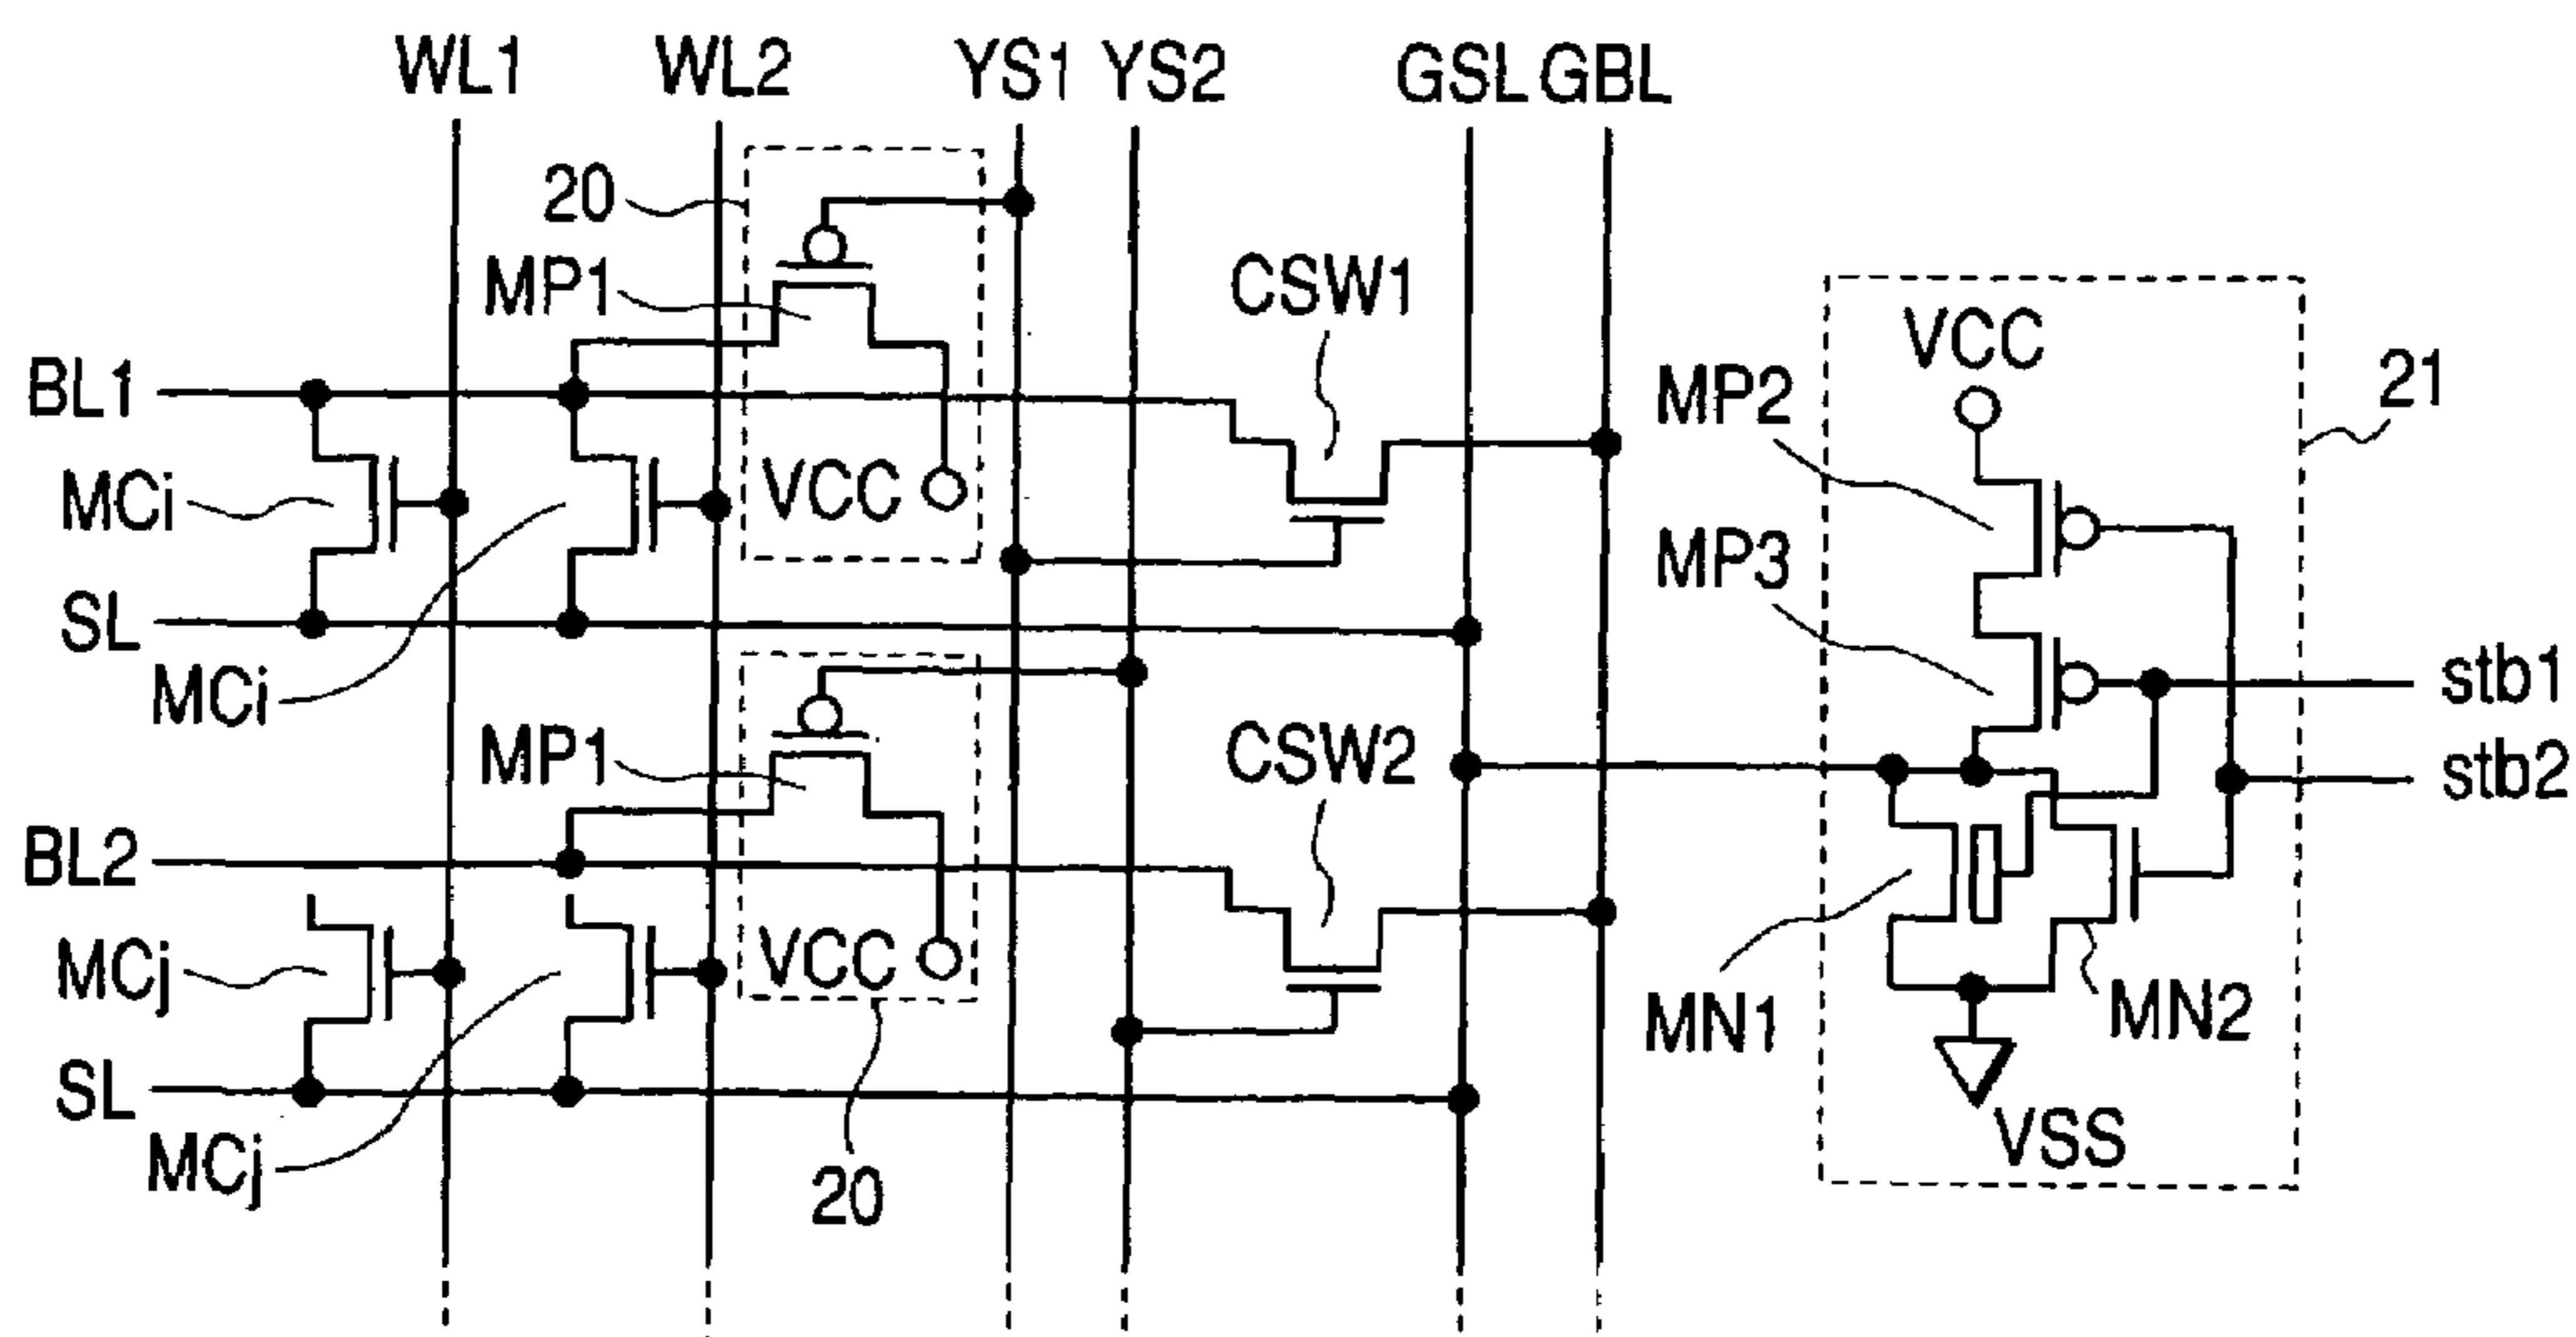 WL1 WL2 YS1 YS2 GSL GBL
20
MP1
CSW1
VCC
BL1
MP2
21
MCi
VCC
MP3
SL
MCi
stb1
MP1
CSW2
stb2
BL2
MCj
VCC
MN1
MN2
SL
MCj
VSS
20